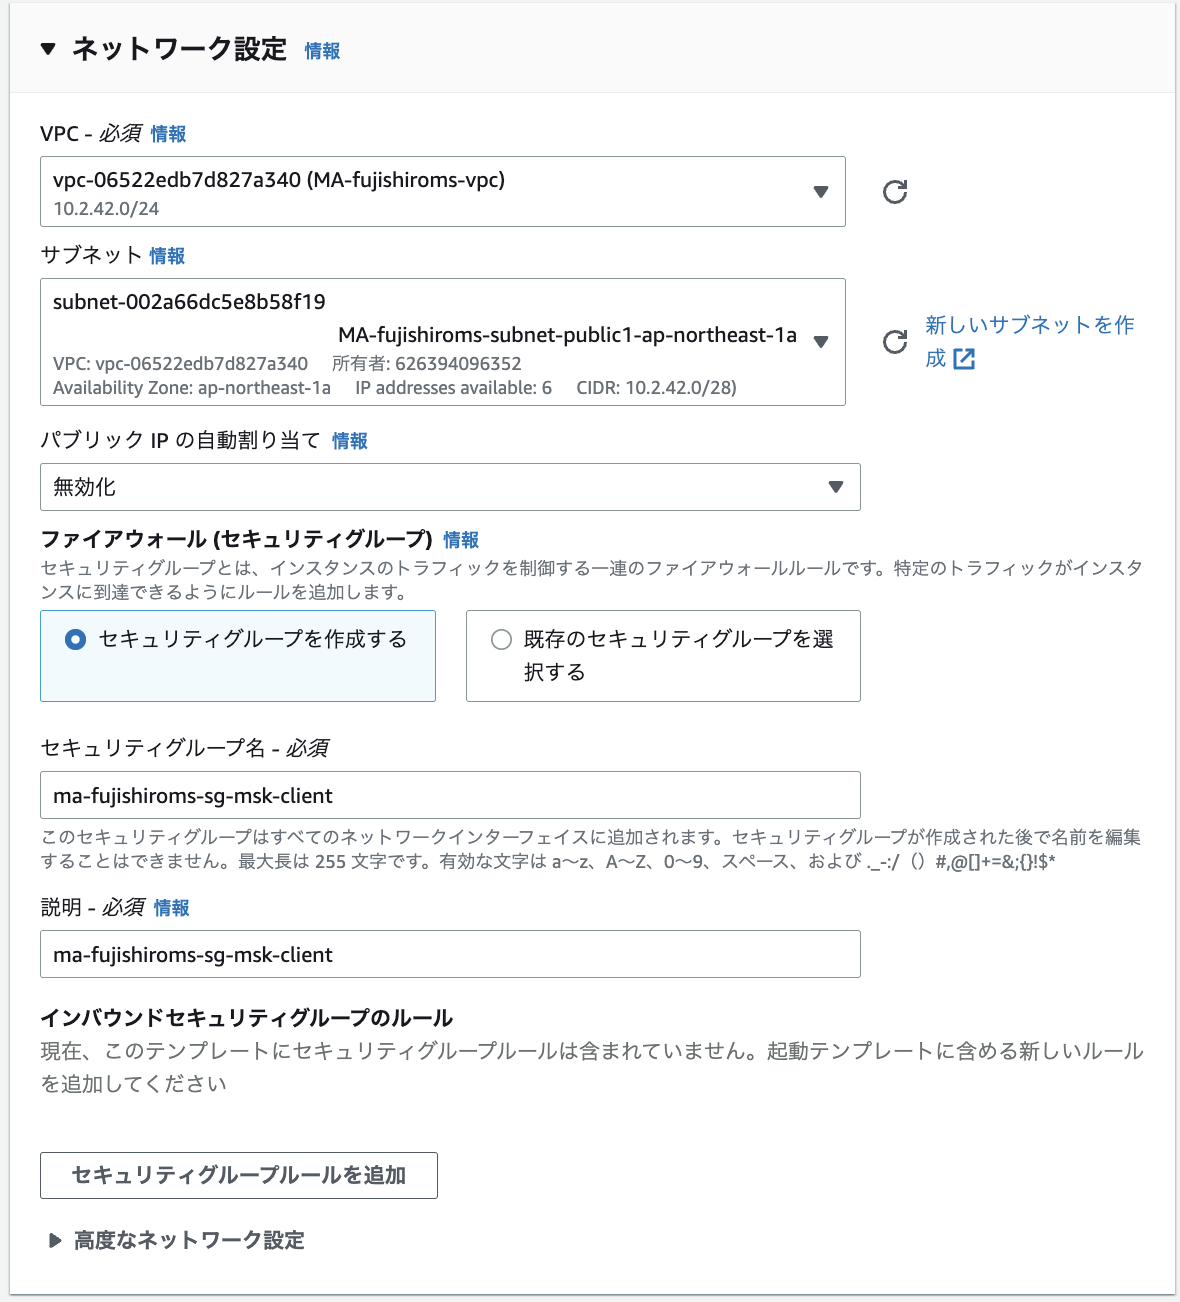 ネットワーク設定 情報
VPC - 必須 情報
vpc-06522edb7d827a340 (MA-fujishiroms-vpc)
10.2.42.0/24
サブネット 情報
subnet-002a66dc5e8b58f19
MA-fujishiroms-subnet-public1-ap-northeast-1a
VPC: vpc-06522edb7d827a340 所有者: 626394096352
Availability Zone: ap-northeast-1a IP addresses available: 6 CIDR: 10.2.42.0/28)
新しいサブネットを作
成
パブリック IP の自動割り当て 情報
無効化
ファイアウォール (セキュリティグループ) 情報
セキュリティグループとは、インスタンスのトラフィックを制御する一連のファイアウォールルールです。特定のトラフィックがインスタ
ンスに到達できるようにルールを追加します。
セキュリティグループを作成する
既存のセキュリティグループを選
択する
セキュリティグループ名 - 必須
ma-fujishiroms-sg-msk-client
このセキュリティグループはすべてのネットワークインターフェイスに追加されます。セキュリティグループが作成された後で名前を編集
することはできません。最大長は 255 文字です。有効な文字は a～z、A～Z、0～9、スペース、および ._-:/（）#,@[]+=&;{}!$*
説明 - 必須 情報
ma-fujishiroms-sg-msk-client
インバウンドセキュリティグループのルール
現在、このテンプレートにセキュリティグループルールは含まれていません。起動テンプレートに含める新しいルール
を追加してください
セキュリティグループルールを追加
高度なネットワーク設定